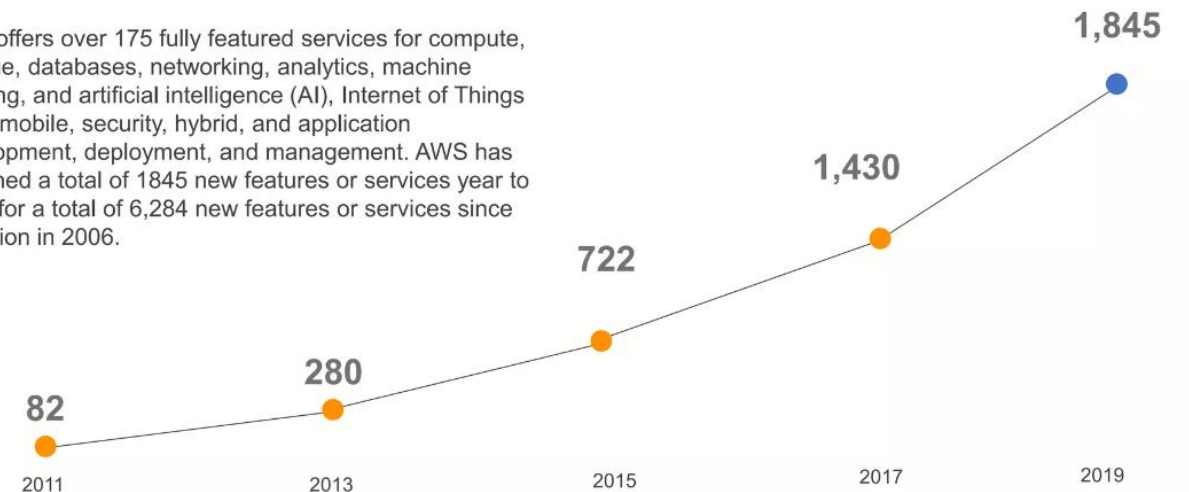 offers over 175 fully featured services for compute,
e, databases, networking, analytics, machine
ng, and artificial intelligence (AI), Internet of Things
mobile, security, hybrid, and application
opment, deployment, and management. AWS has
ned a total of 1845 new features or services year to
for a total of 6,284 new features or services since
ion in 2006.
1,845
1,430
722
280
82
2011 2013 2015 2017 2019